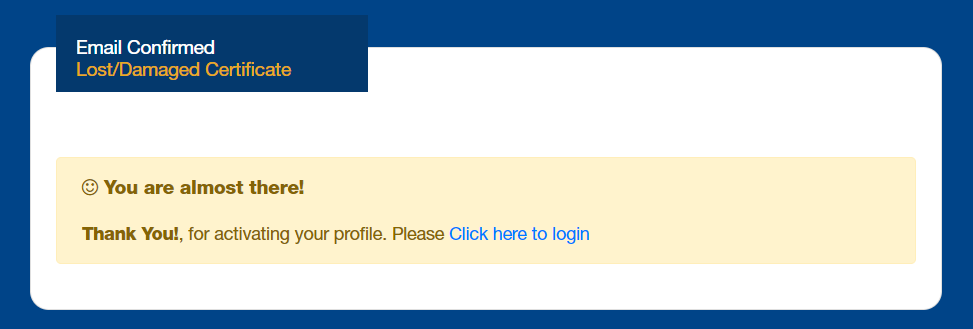 Email Confirmed
Lost/Damaged Certificate
You are almost there!
Thank You!, for activating your profile. Please Click here to login